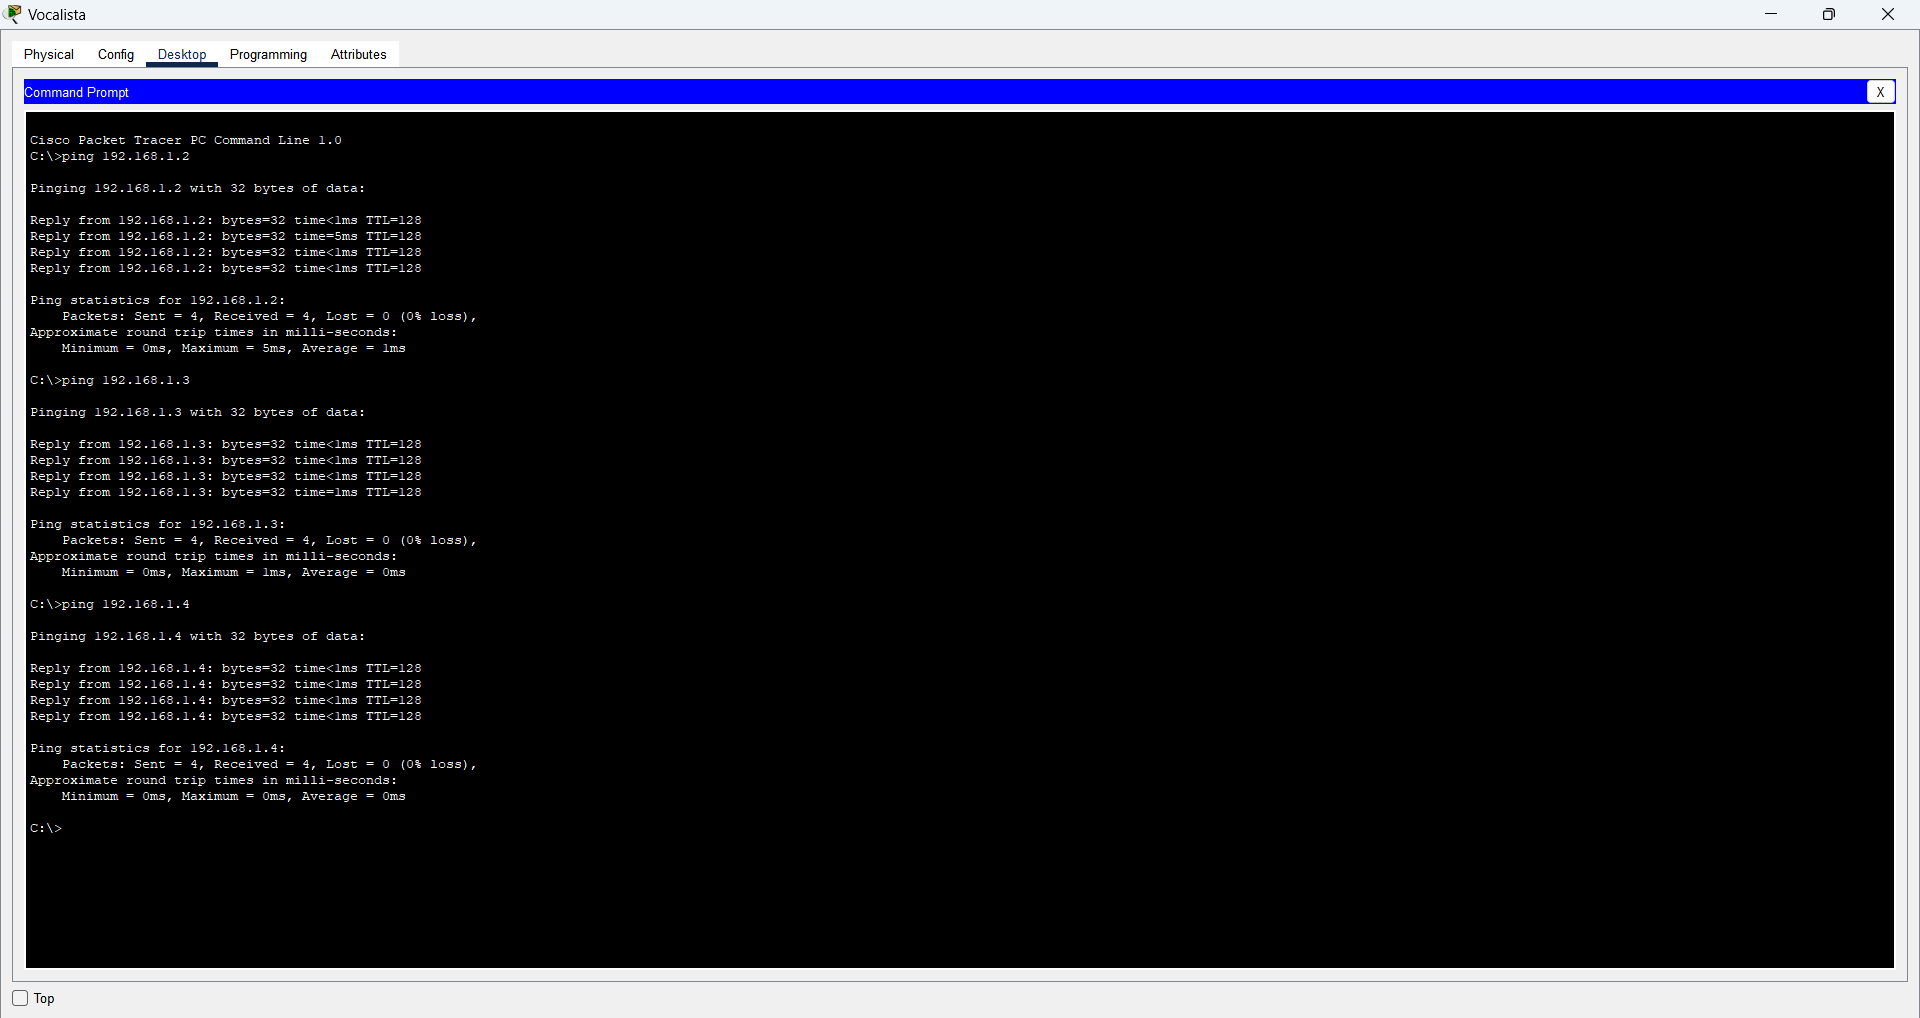 Vocalista
Physical Config Desktop Programming Attributes
Command Prompt X
Cisco Packet Tracer PC Command Line 1.0
C:\>ping 192.168.1.2
Pinging 192.168.1.2 with 32 bytes of data:
Reply from 192.168.1.2: bytes=32 time<1ms TTL=128
Reply from 192.168.1.2: bytes=32 time=5ms TTL=128
Reply from 192.168.1.2: bytes=32 time<1ms TTL=128
Reply from 192.168.1.2: bytes=32 time<1ms TTL=128
Ping statistics for 192.168.1.2:
Packets: Sent = 4, Received = 4, Lost = 0 (0% loss),
Approximate round trip times in milli-seconds:
Minimum = 0ms, Maximum = 5ms, Average = 1ms
C:\>ping 192.168.1.3
Pinging 192.168.1.3 with 32 bytes of data:
Reply from 192.168.1.3: bytes=32 time<1ms TTL=128
Reply from 192.168.1.3: bytes=32 time<1ms TTL=128
Reply from 192.168.1.3: bytes=32 time<1ms TTL=128
Reply from 192.168.1.3: bytes=32 time=1ms TTL=128
Ping statistics for 192.168.1.3:
Packets: Sent = 4, Received = 4, Lost = 0 (0% loss),
Approximate round trip times in milli-seconds:
Minimum = 0ms, Maximum = 1ms, Average = 0ms
C:\>ping 192.168.1.4
Pinging 192.168.1.4 with 32 bytes of data:
Reply from 192.168.1.4: bytes=32 time<1ms TTL=128
Reply from 192.168.1.4: bytes=32 time<1ms TTL=128
Reply from 192.168.1.4: bytes=32 time<1ms TTL=128
Reply from 192.168.1.4: bytes=32 time<1ms TTL=128
Ping statistics for 192.168.1.4:
Packets: Sent = 4, Received = 4, Lost = 0 (0% loss),
Approximate round trip times in milli-seconds:
Minimum = 0ms, Maximum = 0ms, Average = 0ms
C:\>
Top